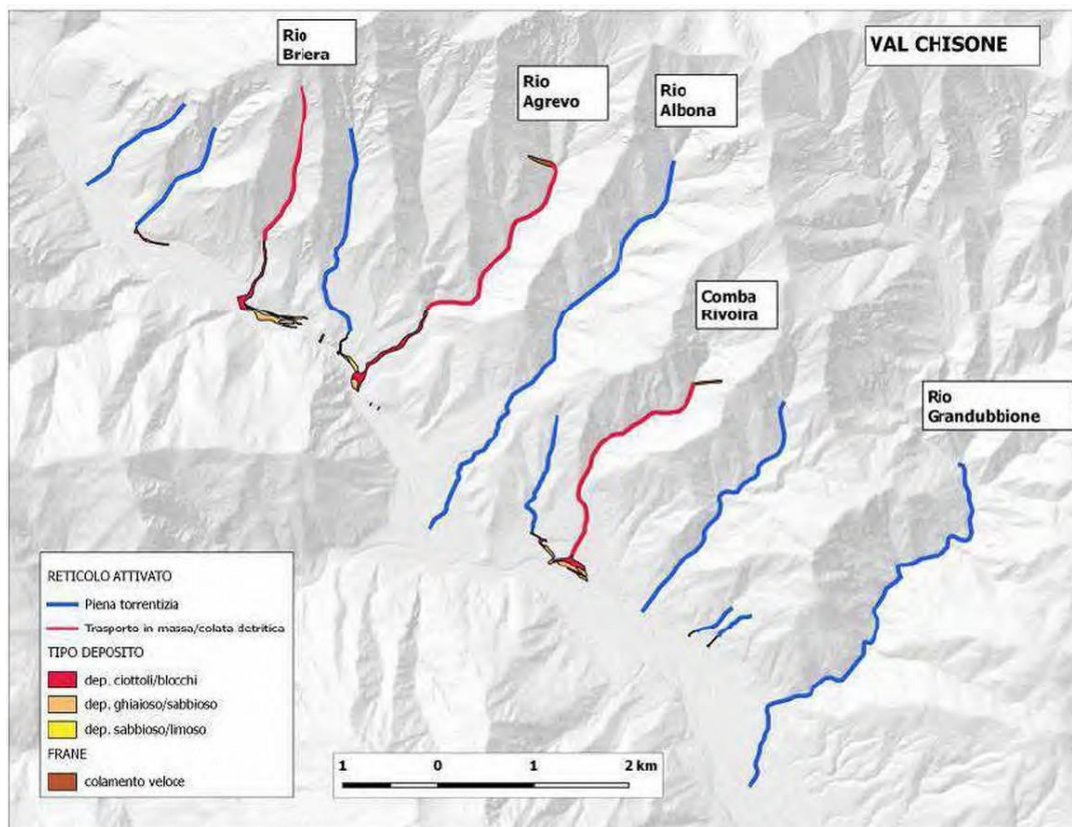 Rio
Briera
VAL CHISONE
Rio
Agrevo
Rio
Albona
Comba
Rivoira
Rio
Grandubbione
RETICOLO ATTIVATO
Piena torrentizia
Trasporto in massa/colata detritica
TIPO DEPOSITO
dep. ciottoli/blocchi
dep. ghiaioso/sabbioso
dep. sabbioso/limoso
FRANE
colamento veloce
1 0 1 2 km